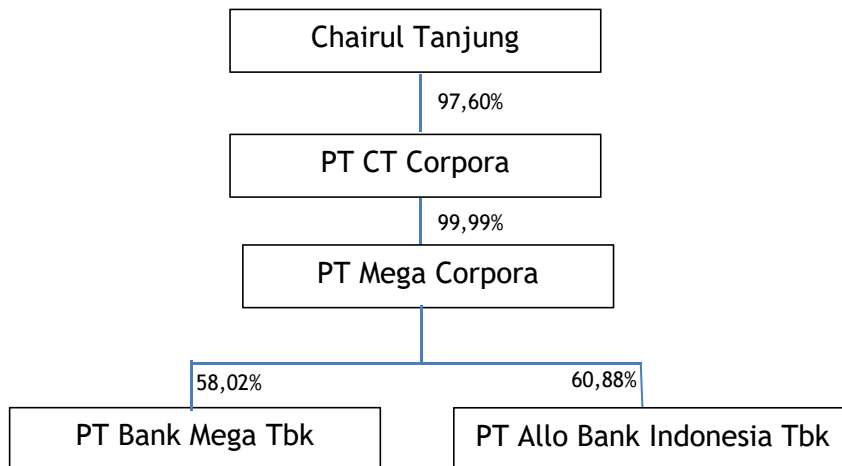 Chairul Tanjung
97,60%
PT CT Corpora
99,99%
PT Mega Corpora
58,02%
60,88%
PT Bank Mega Tbk
PT Allo Bank Indonesia Tbk